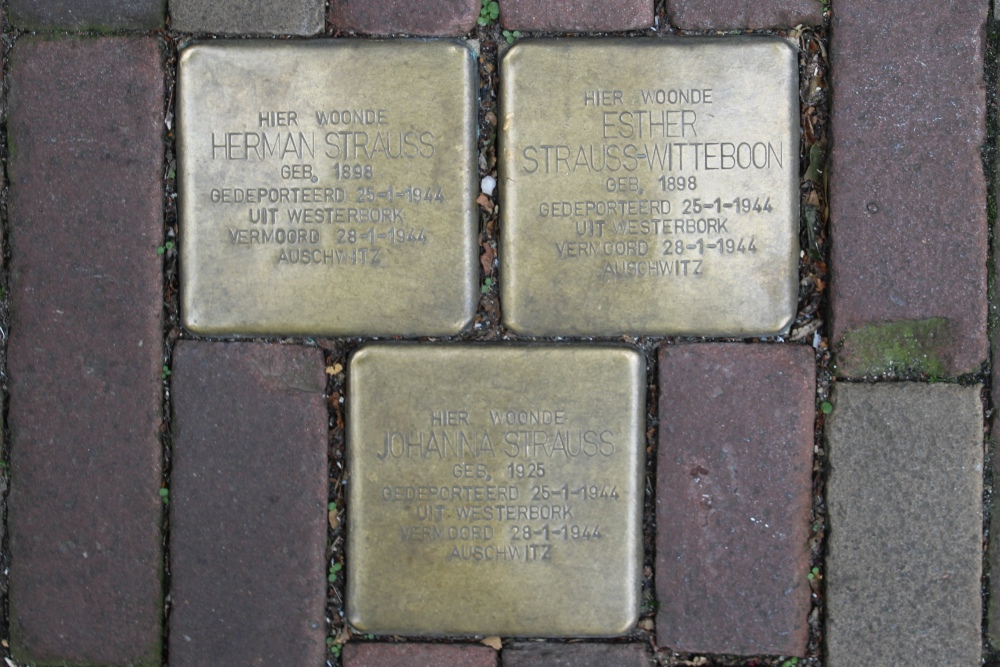 HIER WOONDE
HERMAN STRAUSS
GEB, 1898
GEDEPORTEERD 25-1-1944
UIT WESTERBORK
VERMOORD 28-1-1944
AUSCHWITZ
HIER WOONDE
ESTHER
STRAUSS-WITTEBOON
GEB, 1898
GEDEPORTEERD 25-1-1944
UIT WESTERBORK
VERMOORD 28-1-1944
AUSCHWITZ
HIER WOONDE
JOHANNA STRAUSS
GEB, 1925
GEDEPORTEERD 25-1-1944
UIT WESTERBORK
VERMOORD 28-1-1944
AUSCHWITZ